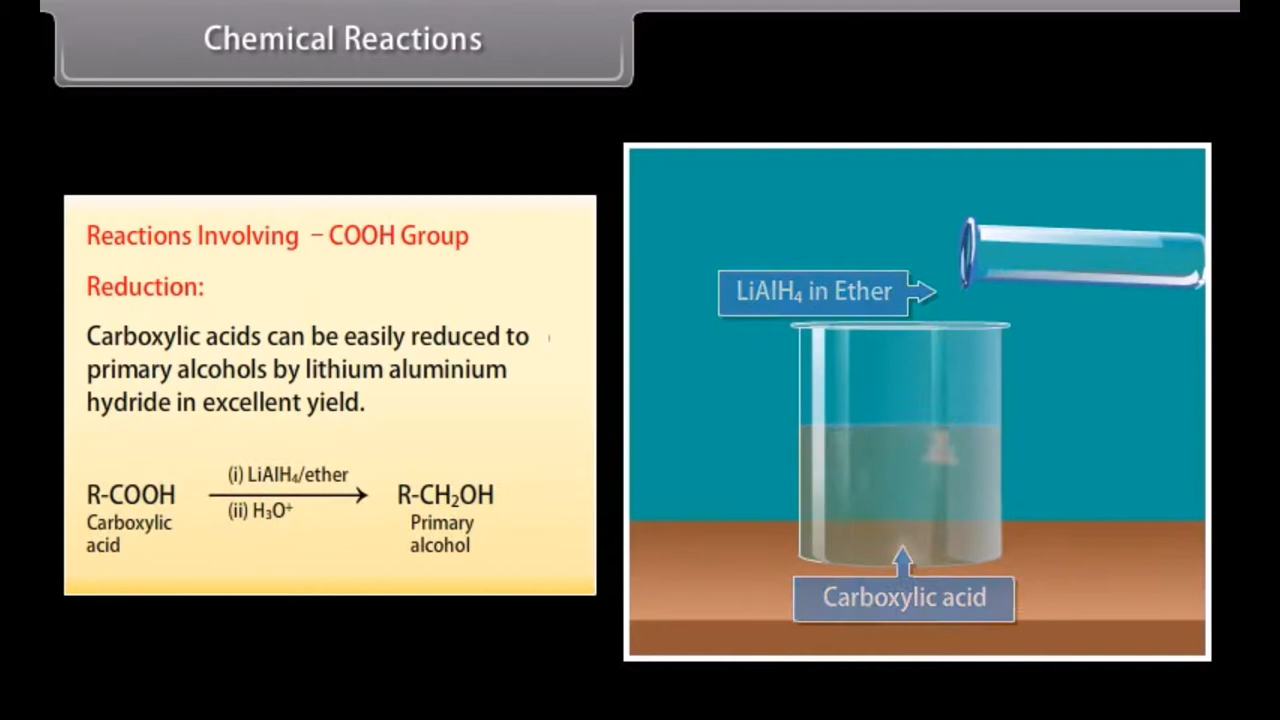 Chemical Reactions
Reactions Involving – COOH Group
Reduction:
Carboxylic acids can be easily reduced to
primary alcohols by lithium aluminium
hydride in excellent yield.
(i) LiAlH₄/ether
R-COOH R-CH₂OH
(ii) H₃O⁺
Carboxylic Primary
acid alcohol
LiAlH₄ in Ether
Carboxylic acid